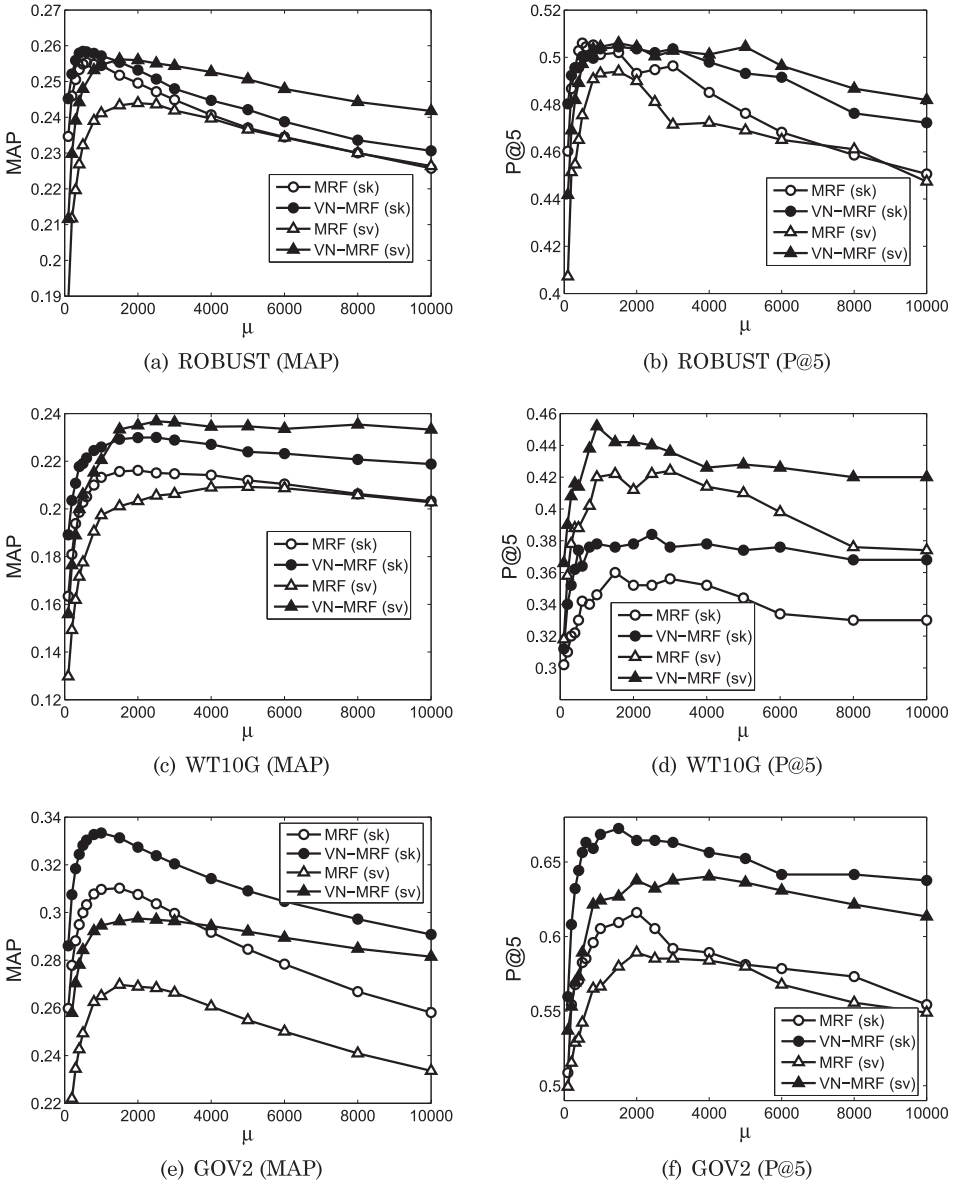 0.27
0.26
0.25
0.24
0.23
0.22
0.21
0.2
0.19
MAP
0 2000 4000 6000 8000 10000
μ
MRF (sk)
VN−MRF (sk)
MRF (sv)
VN−MRF (sv)
(a) ROBUST (MAP)
0.52
0.5
0.48
0.46
0.44
0.42
0.4
P@5
0 2000 4000 6000 8000 10000
μ
MRF (sk)
VN−MRF (sk)
MRF (sv)
VN−MRF (sv)
(b) ROBUST (P@5)
0.24
0.22
0.2
0.18
0.16
0.14
0.12
MAP
0 2000 4000 6000 8000 10000
μ
MRF (sk)
VN−MRF (sk)
MRF (sv)
VN−MRF (sv)
(c) WT10G (MAP)
0.46
0.44
0.42
0.4
0.38
0.36
0.34
0.32
0.3
P@5
0 2000 4000 6000 8000 10000
μ
MRF (sk)
VN−MRF (sk)
MRF (sv)
VN−MRF (sv)
(d) WT10G (P@5)
0.34
0.32
0.3
0.28
0.26
0.24
0.22
MAP
0 2000 4000 6000 8000 10000
μ
MRF (sk)
VN−MRF (sk)
MRF (sv)
VN−MRF (sv)
(e) GOV2 (MAP)
0.65
0.6
0.55
0.5
P@5
0 2000 4000 6000 8000 10000
μ
MRF (sk)
VN−MRF (sk)
MRF (sv)
VN−MRF (sv)
(f) GOV2 (P@5)